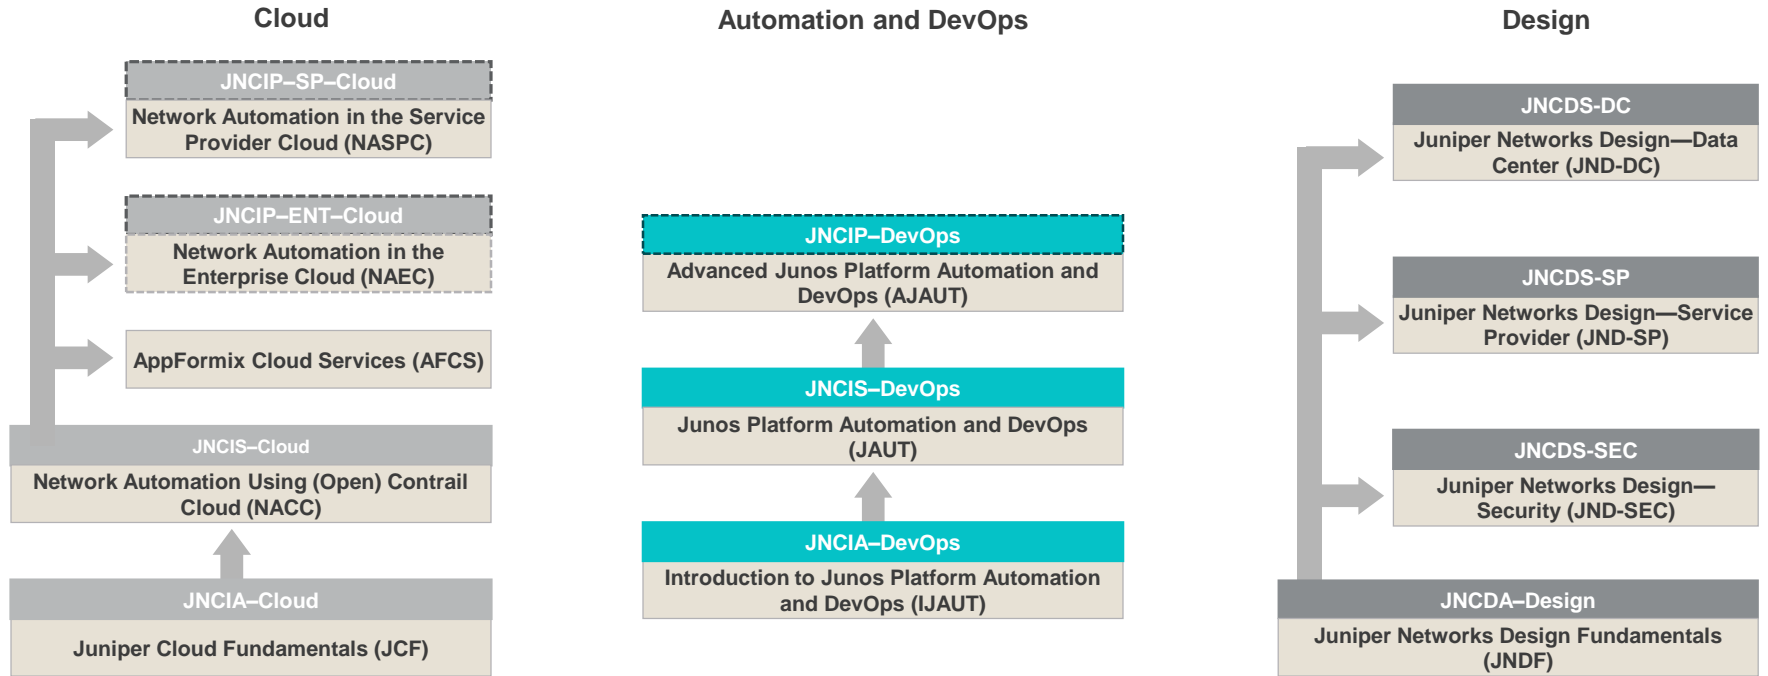 Cloud
JNCIP–SP–Cloud
Network Automation in the Service
Provider Cloud (NASPC)
JNCIP–ENT–Cloud
Network Automation in the
Enterprise Cloud (NAEC)
AppFormix Cloud Services (AFCS)
JNCIS–Cloud
Network Automation Using (Open) Contrail
Cloud (NACC)
JNCIA–Cloud
Juniper Cloud Fundamentals (JCF)
Automation and DevOps
JNCIP–DevOps
Advanced Junos Platform Automation and
DevOps (AJAUT)
JNCIS–DevOps
Junos Platform Automation and DevOps
(JAUT)
JNCIA–DevOps
Introduction to Junos Platform Automation
and DevOps (IJAUT)
Design
JNCDS-DC
Juniper Networks Design—Data
Center (JND-DC)
JNCDS-SP
Juniper Networks Design—Service
Provider (JND-SP)
JNCDS-SEC
Juniper Networks Design—
Security (JND-SEC)
JNCDA–Design
Juniper Networks Design Fundamentals
(JNDF)